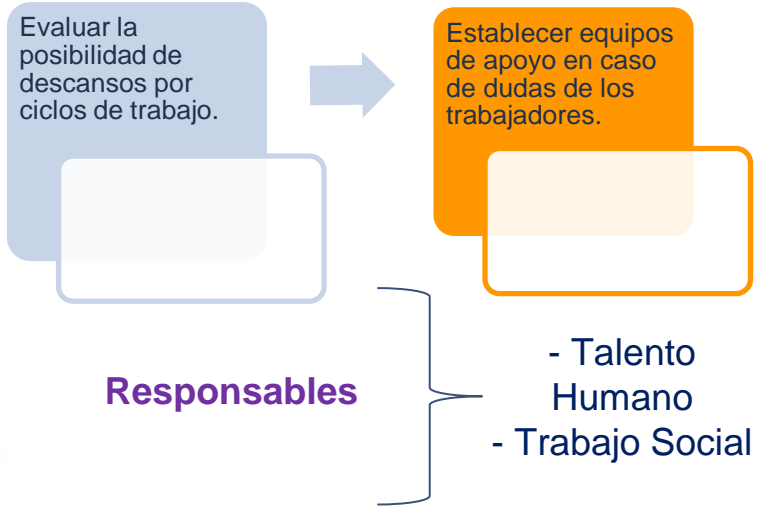 Evaluar la
posibilidad de
descansos por
ciclos de trabajo.
Establecer equipos
de apoyo en caso
de dudas de los
trabajadores.
Responsables
- Talento
Humano
- Trabajo Social